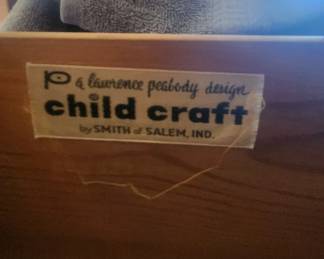 a lawrence peabody design
child craft
by SMITH of SALEM, IND.